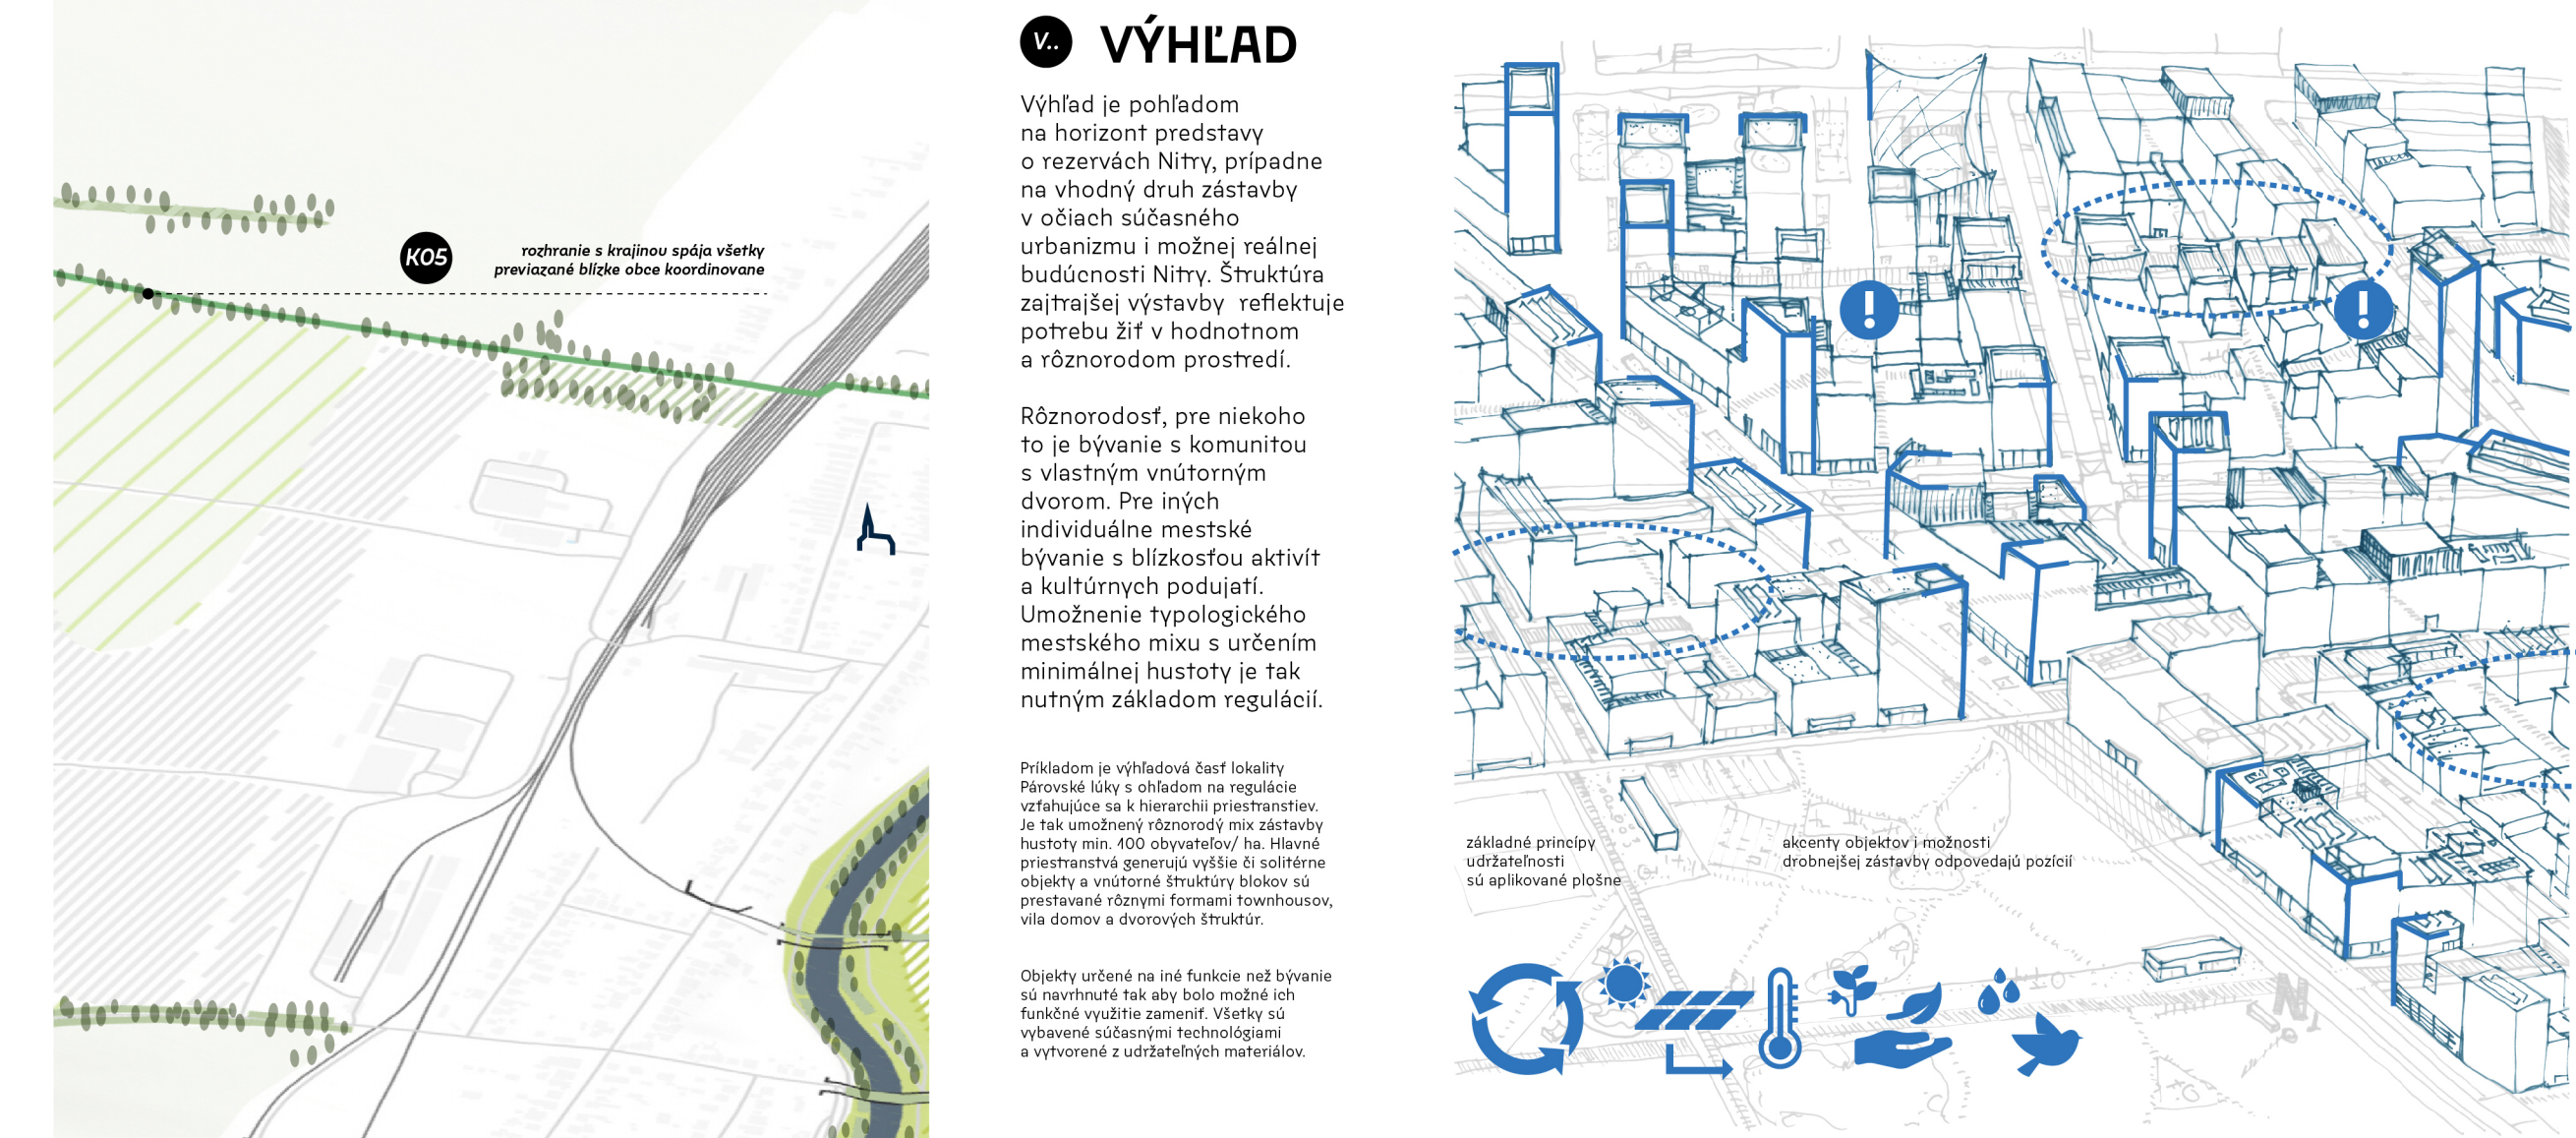 K05
rozhranie s krajinou spája všetky
previazané blízke obce koordinovane
V..
VÝHĽAD
Výhľad je pohľadom
na horizont predstavy
o rezervách Nitry, prípadne
na vhodný druh zástavby
v očiach súčasného
urbanizmu i možnej reálnej
budúcnosti Nitry. Štruktúra
zajtrajšej výstavby reflektuje
potrebu žiť v hodnotnom
a rôznorodom prostredí.
Rôznorodosť, pre niekoho
to je bývanie s komunitou
s vlastným vnútorným
dvorom. Pre iných
individuálne mestské
bývanie s blízkosťou aktivít
a kultúrnych podujatí.
Umožnenie typologického
mestského mixu s určením
minimálnej hustoty je tak
nutným základom regulácií.
Príkladom je výhľadová časť lokality
Párovské lúky s ohľadom na regulácie
vzťahujúce sa k hierarchii priestranstiev.
Je tak umožnený rôznorodý mix zástavby
hustoty min. 100 obyvateľov/ ha. Hlavné
priestranstvá generujú vyššie či solitérne
objekty a vnútorné štruktúry blokov sú
prestavané rôznymi formami townhousov,
vila domov a dvorových štruktúr.
Objekty určené na iné funkcie než bývanie
sú navrhnuté tak aby bolo možné ich
funkčné využitie zameniť. Všetky sú
vybavené súčasnými technológiami
a vytvorené z udržateľných materiálov.
! !
základné princípy
udržateľnosti
sú aplikované plošne
akcenty objektov i možnosti
drobnejšej zástavby odpovedajú pozícií
N